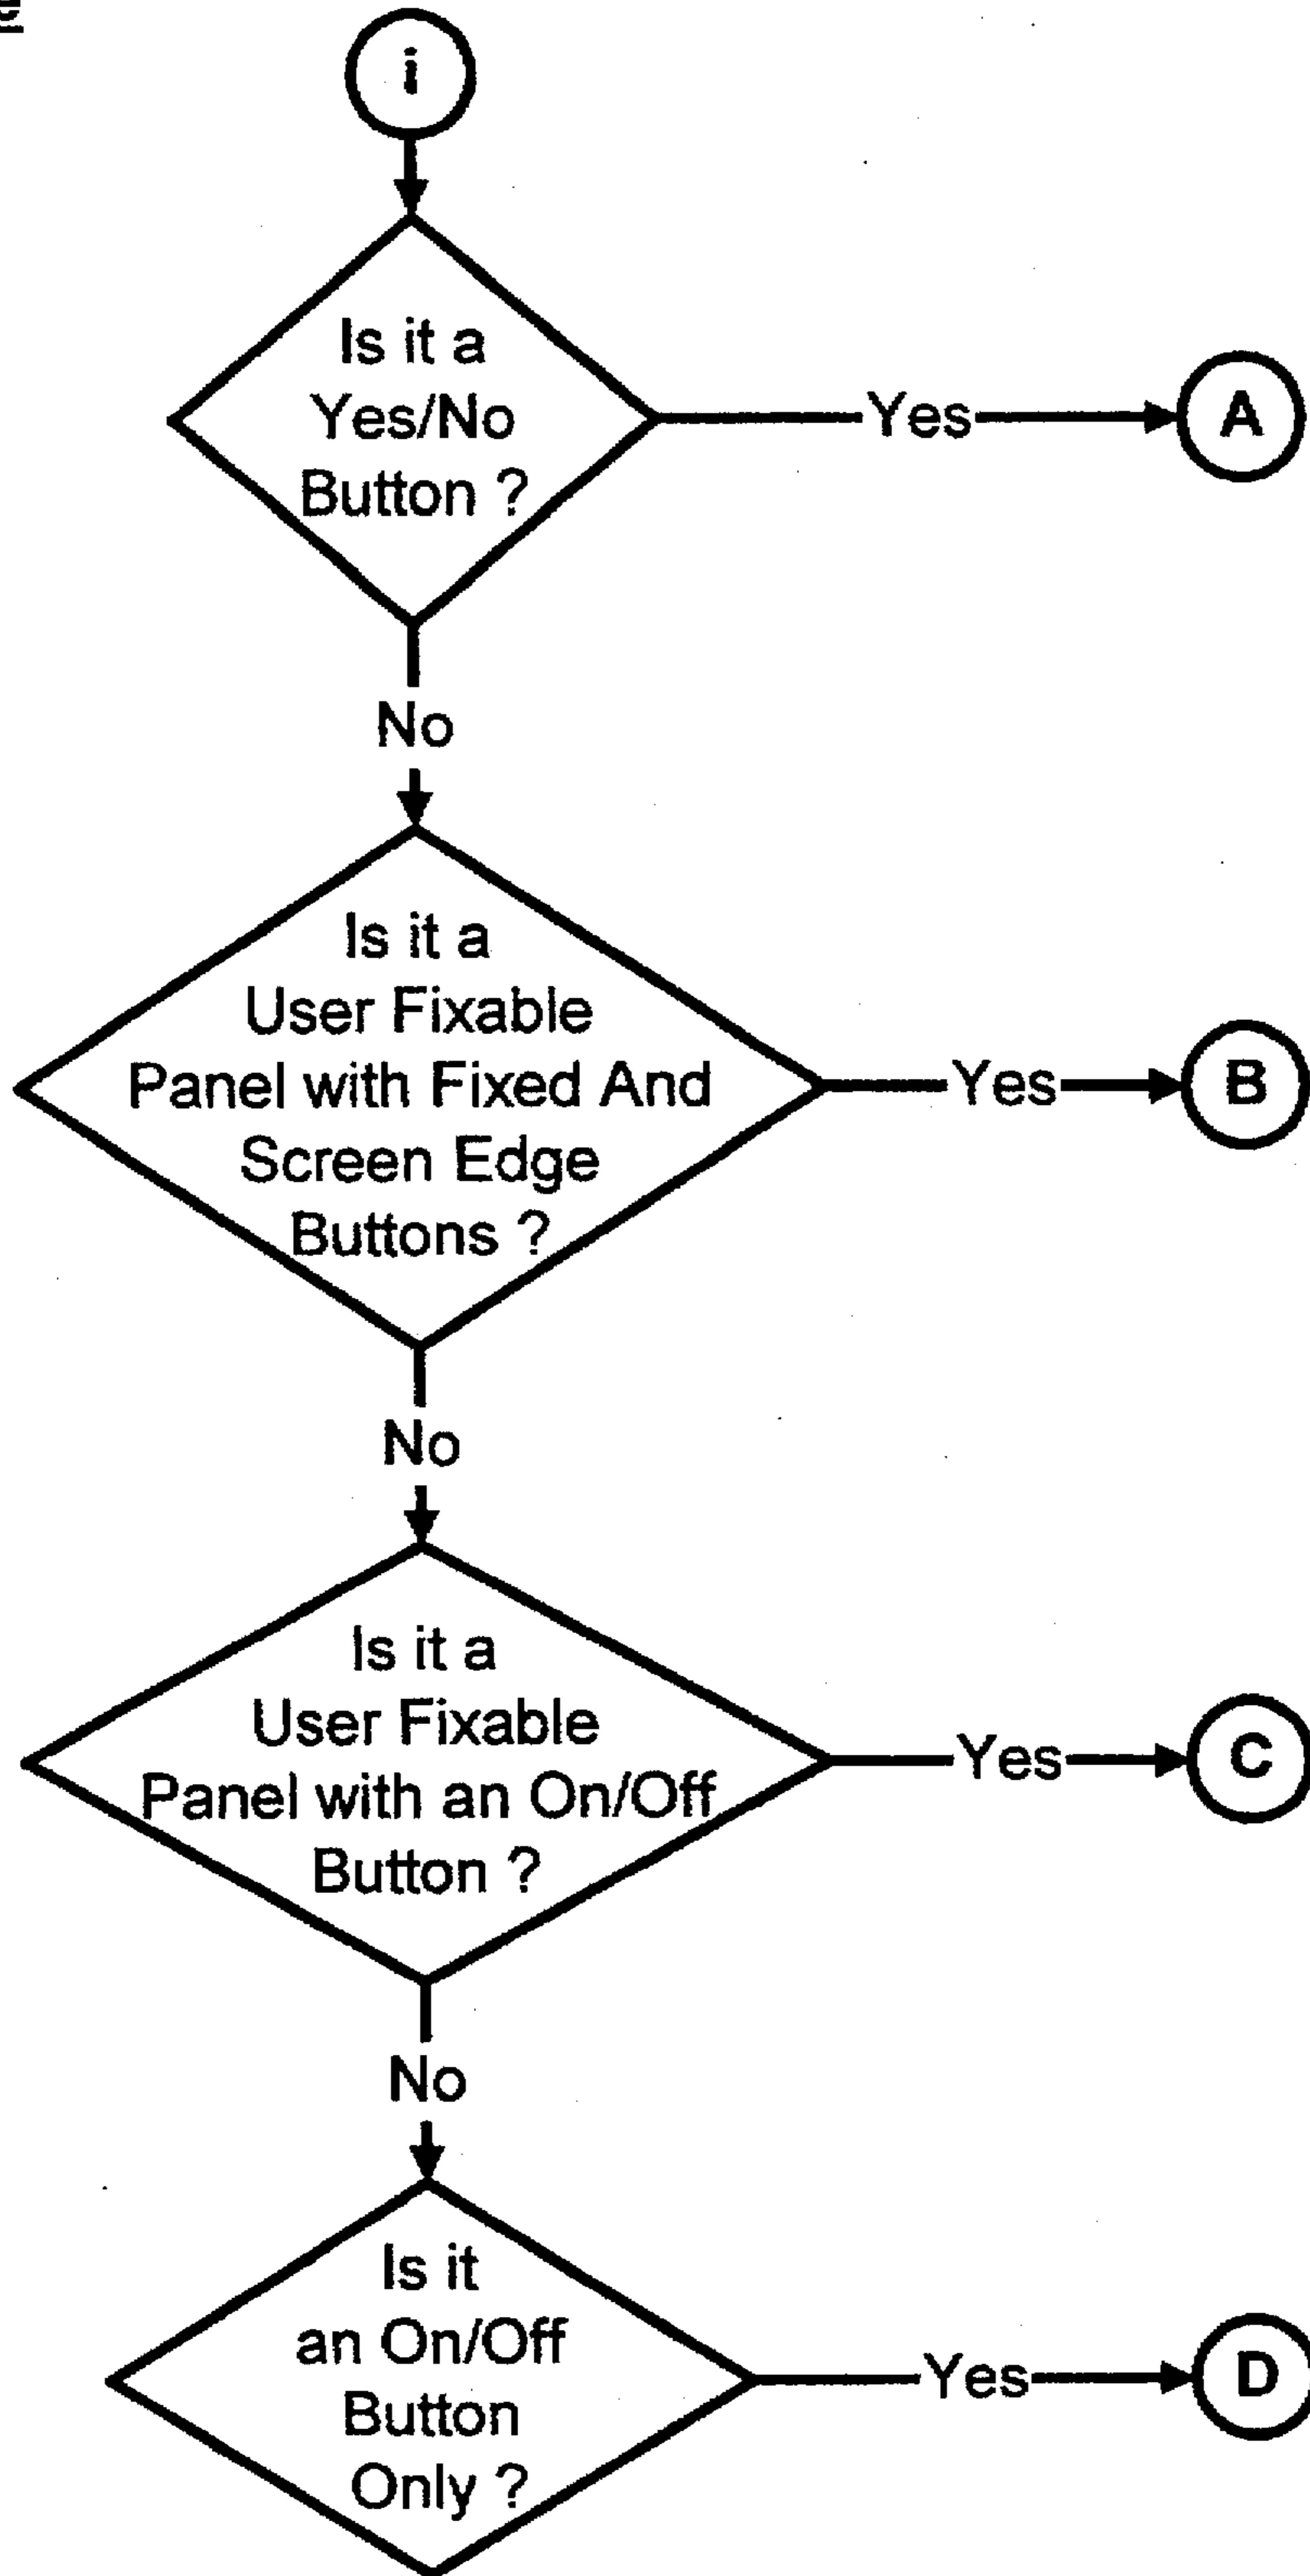 i
Is it a
Yes/No
Button ?
Yes
A
No
Is it a
User Fixable
Panel with Fixed And
Screen Edge
Buttons ?
Yes
B
No
Is it a
User Fixable
Panel with an On/Off
Button ?
Yes
C
No
Is it
an On/Off
Button
Only ?
Yes
D